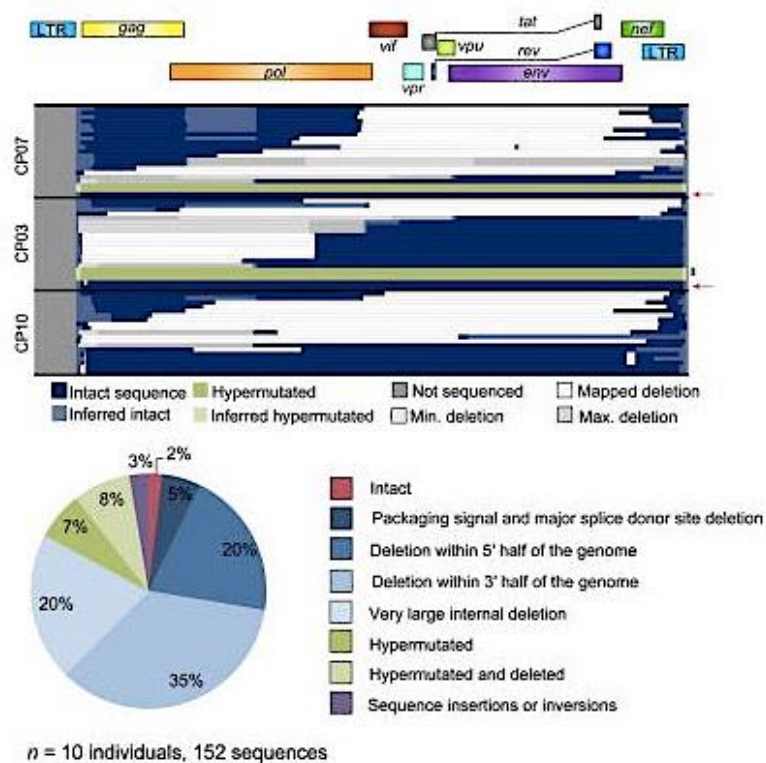 LTR gag vif tat nef
vpu rev LTR
pol vpr env
CP07
CP03
CP10
Intact sequence Hypermutated Not sequenced Mapped deletion
Inferred intact Inferred hypermutated Min. deletion Max. deletion
3% 2%
8% 5%
7% 20%
20%
35%
Intact
Packaging signal and major splice donor site deletion
Deletion within 5' half of the genome
Deletion within 3' half of the genome
Very large internal deletion
Hypermutated
Hypermutated and deleted
Sequence insertions or inversions
n = 10 individuals, 152 sequences